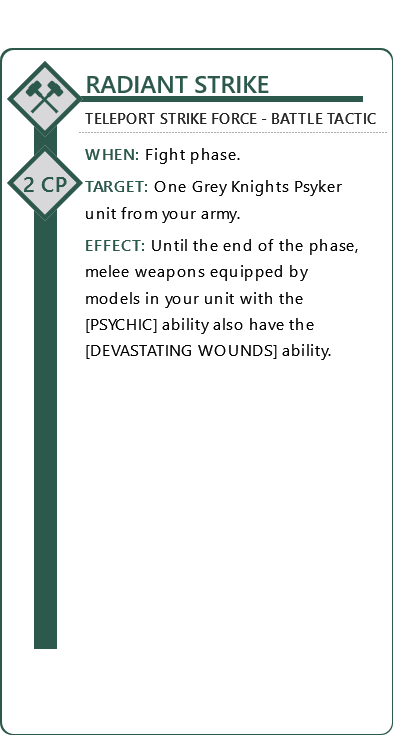 RADIANT STRIKE
TELEPORT STRIKE FORCE - BATTLE TACTIC
2 CP
WHEN: Fight phase.
TARGET: One Grey Knights Psyker
unit from your army.
EFFECT: Until the end of the phase,
melee weapons equipped by
models in your unit with the
[PSYCHIC] ability also have the
[DEVASTATING WOUNDS] ability.